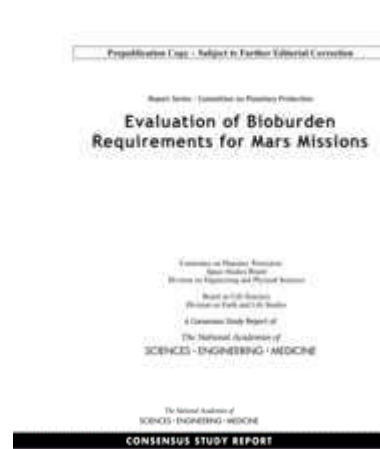 Prepublication Copy – Subject to Further Editorial Correction
Report Series: Committee on Planetary Protection
Evaluation of Bioburden
Requirements for Mars Missions
Committee on Planetary Protection
Space Studies Board
Division on Engineering and Physical Sciences
Board on Life Sciences
Division on Earth and Life Studies
A Consensus Study Report of
The National Academies of
SCIENCES • ENGINEERING • MEDICINE
The National Academies of
SCIENCES • ENGINEERING • MEDICINE
CONSENSUS STUDY REPORT